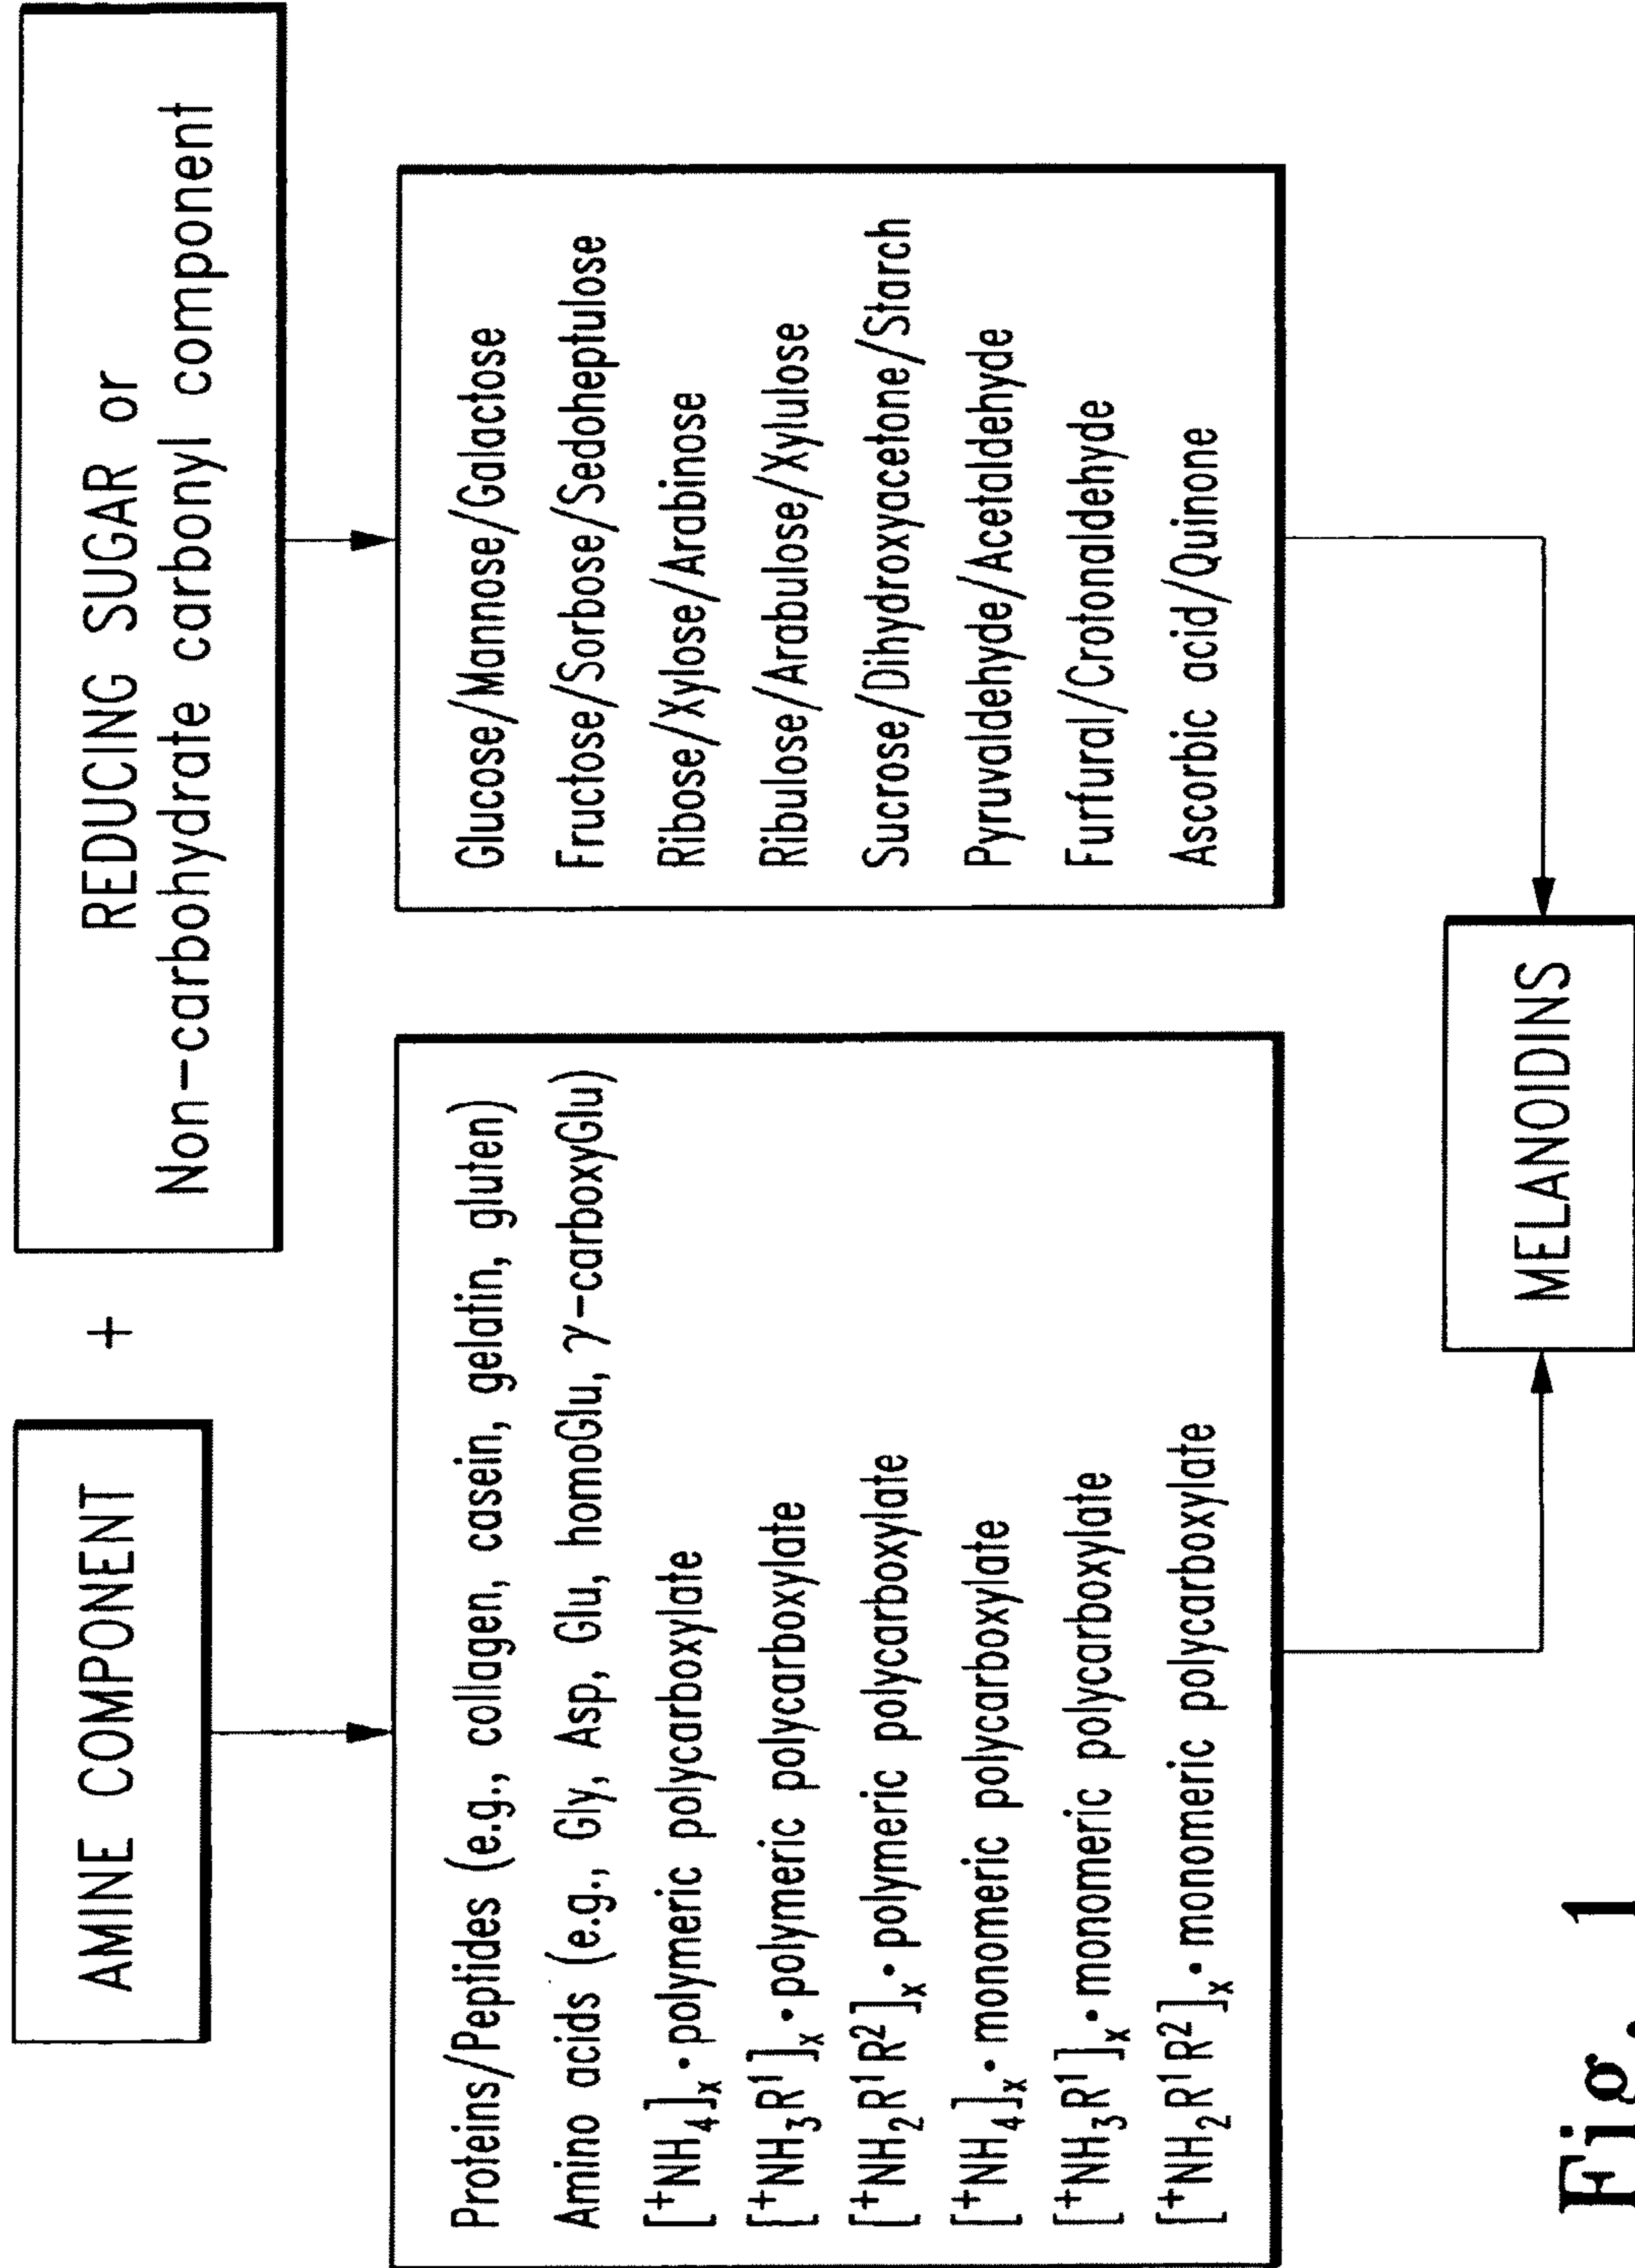 AMINE COMPONENT
+
REDUCING SUGAR or
Non-carbohydrate carbonyl component
Proteins/Peptides (e.g., collagen, casein, gelatin, gluten)
Amino acids (e.g., Gly, Asp, Glu, homoGlu, γ-carboxyGlu)
[⁺NH₄]ₓ•polymeric polycarboxylate
[⁺NH₃R¹]ₓ•polymeric polycarboxylate
[⁺NH₂R¹R²]ₓ•polymeric polycarboxylate
[⁺NH₄]ₓ•monomeric polycarboxylate
[⁺NH₃R¹]ₓ•monomeric polycarboxylate
[⁺NH₂R¹R²]ₓ•monomeric polycarboxylate
Glucose/Mannose/Galactose
Fructose/Sorbose/Sedoheptulose
Ribose/Xylose/Arabinose
Ribulose/Arabulose/Xylulose
Sucrose/Dihydroxyacetone/Starch
Pyruvaldehyde/Acetaldehyde
Furfural/Crotonaldehyde
Ascorbic acid/Quinone
MELANOIDINS
Fig. 1